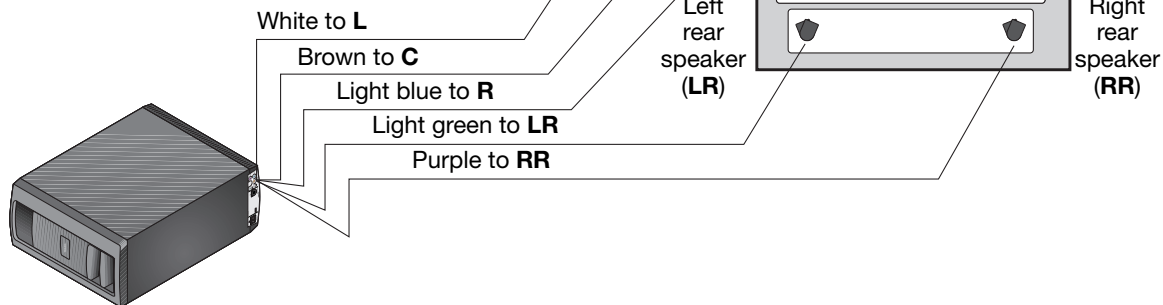 White to L
Brown to C
Light blue to R
Light green to LR
Purple to RR
Left
rear
speaker
(LR)
Right
rear
speaker
(RR)